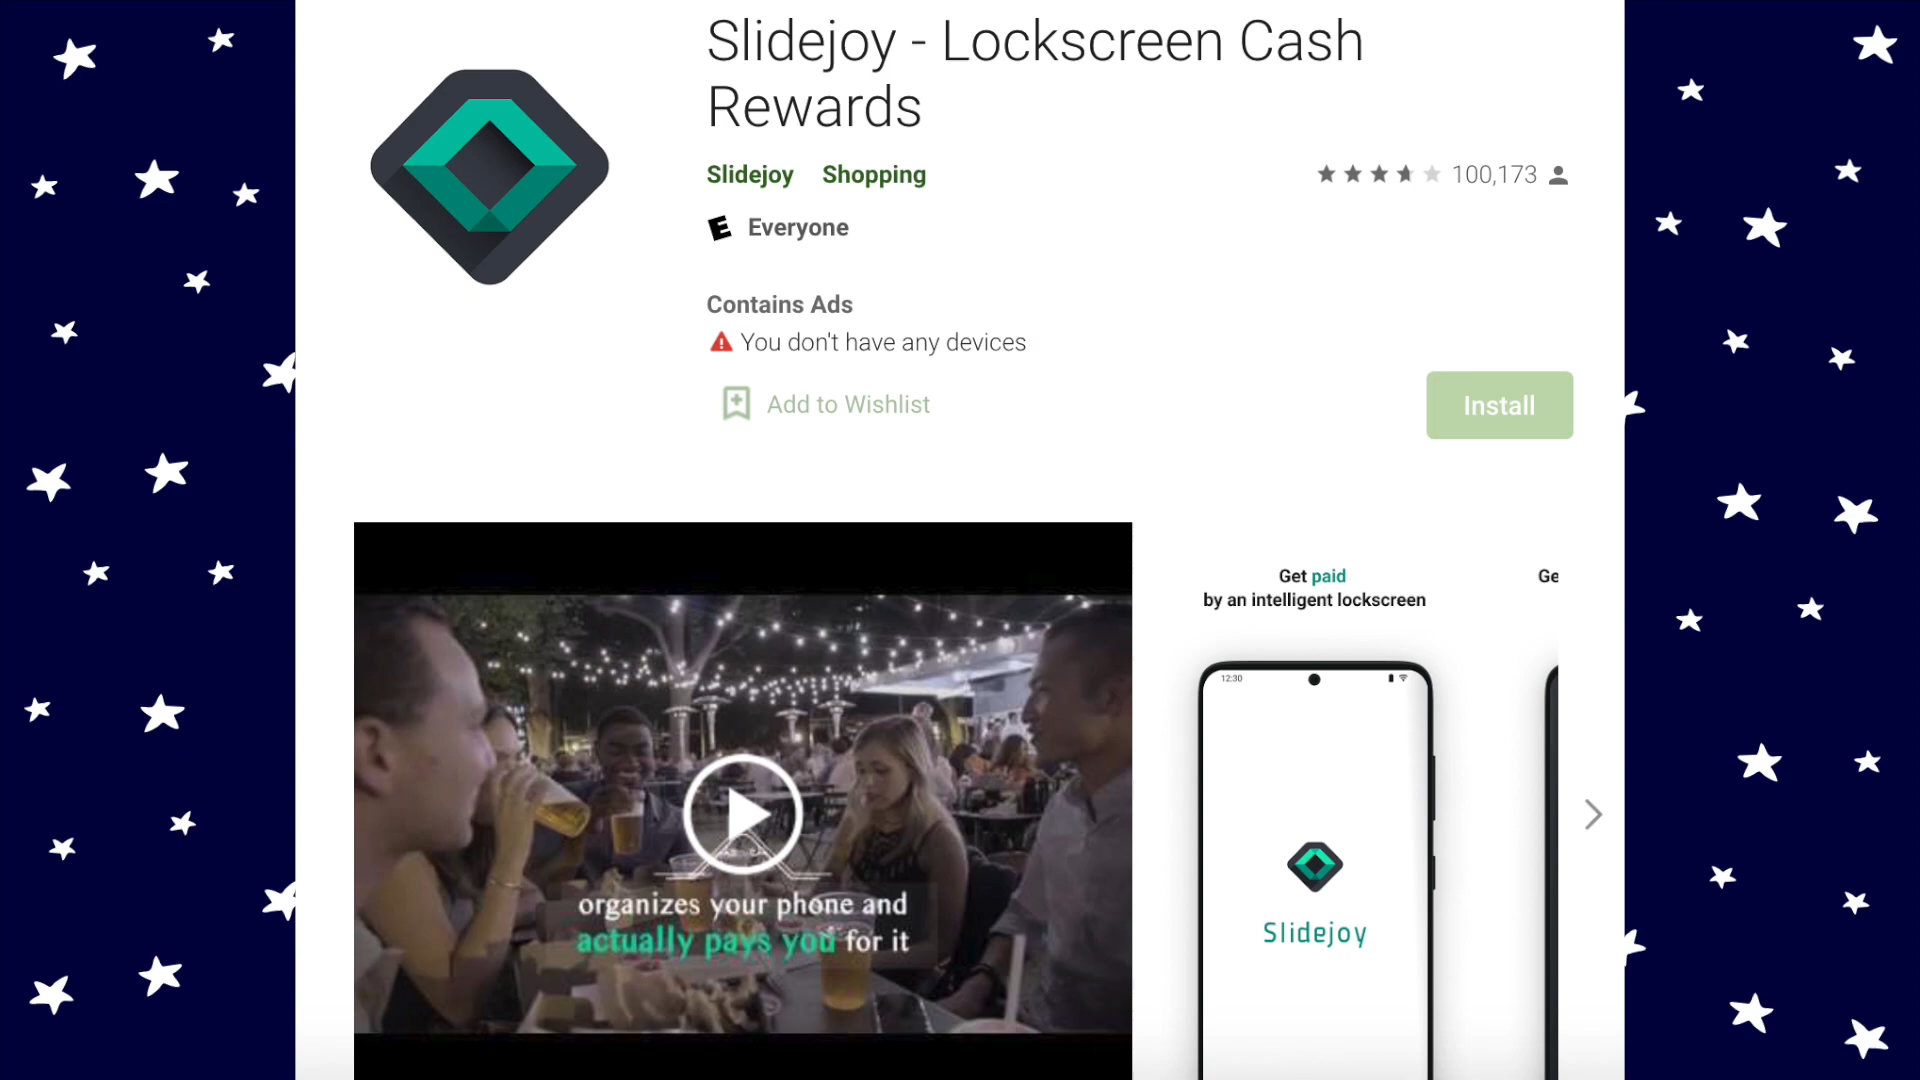 Slidejoy - Lockscreen Cash
Rewards
Slidejoy Shopping
100,173
E Everyone
Contains Ads
You don't have any devices
Add to Wishlist
Install
organizes your phone and
actually pays you for it
Get paid
by an intelligent lockscreen
Ge
12:30
Slidejoy